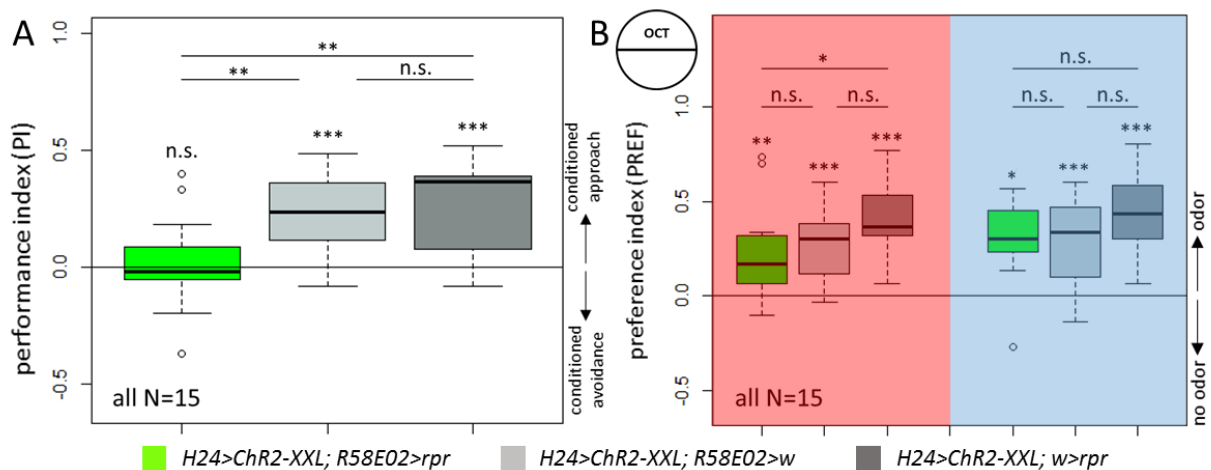 A
performance index (PI)
1.0
0.5
0.0
-0.5
**
**
n.s.
n.s.
***
***
all N=15
conditioned approach
conditioned avoidance
B
OCT
preference index (PREF)
1.0
0.5
0.0
-0.5
*
n.s.
n.s.
**
***
***
n.s.
n.s.
n.s.
*
***
***
all N=15
odor
no odor
H24>ChR2-XXL; R58E02>rpr
H24>ChR2-XXL; R58E02>w
H24>ChR2-XXL; w>rpr